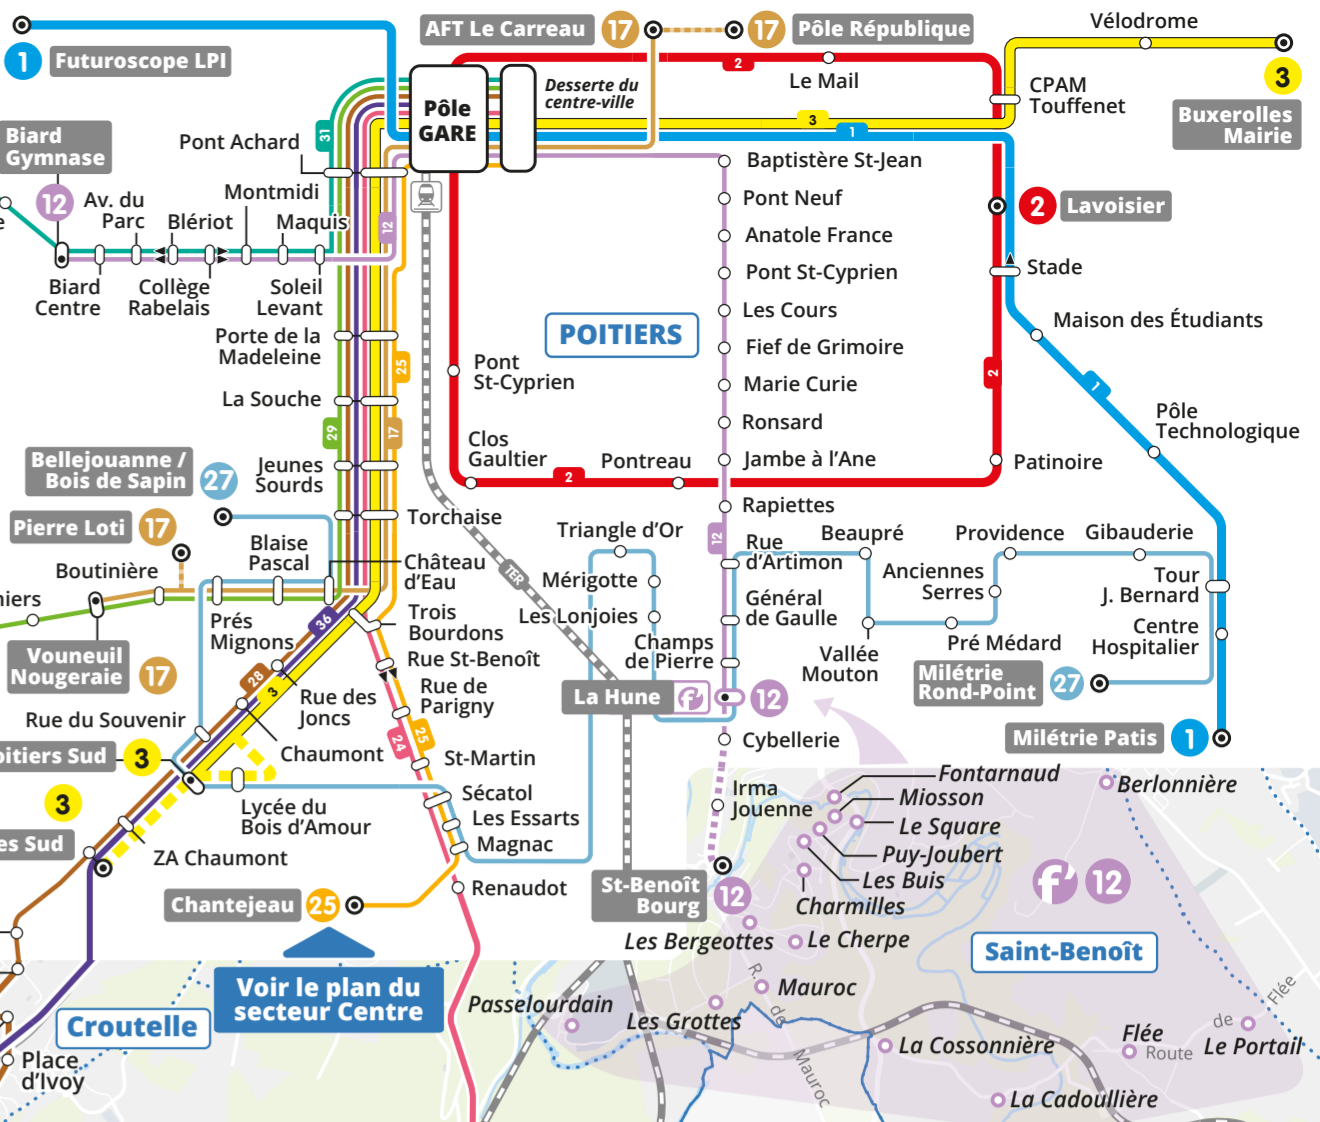 AFT Le Carreau
17
17
Pôle République
Vélodrome
1
Futuroscope LPI
2
Le Mail
3
Buxerolles
Mairie
CPAM
Touffenet
Desserte du
centre-ville
Pôle
GARE
3
1
Biard
Gymnase
12
31
Pont Achard
Montmidi
Av. du
Parc
Blériot
Maquis
12
Biard
Centre
Collège
Rabelais
Soleil
Levant
Baptistère St-Jean
Pont Neuf
Anatole France
Pont St-Cyprien
Les Cours
Fief de Grimoire
Marie Curie
Ronsard
Jambe à l'Ane
Rapiettes
2
Lavoisier
Stade
Maison des Étudiants
1
Pôle
Technologique
POITIERS
Porte de la
Madeleine
25
La Souche
29
17
Pont
St-Cyprien
2
Clos
Gaultier
2
Pontreau
Patinoire
Bellejouanne /
Bois de Sapin
27
Jeunes
Sourds
Torchaise
Pierre Loti
17
Blaise
Pascal
Boutinière
Château
d'Eau
niers
Prés
Mignons
36
Trois
Bourdons
Vouneuil
Nougeraie
17
28
3
Rue St-Benoît
Rue de
Parigny
Rue des
Joncs
Rue du Souvenir
Chaumont
24
25
St-Martin
oitiers Sud
3
3
es Sud
Lycée du
Bois d'Amour
Sécatol
Les Essarts
Magnac
ZA Chaumont
Renaudot
Chantejeau
25
TER
Triangle d'Or
Mérigotte
Les Lonjoies
Champs
de Pierre
12
Rue
d'Artimon
Général
de Gaulle
Beaupré
Vallée
Mouton
Anciennes
Serres
Pré Médard
Providence
Gibauderie
Tour
J. Bernard
Centre
Hospitalier
Milétrie
Rond-Point
27
Milétrie Patis
1
La Hune
f'
12
Cybellerie
Irma
Jouenne
St-Benoît
Bourg
12
Fontarnaud
Miosson
Le Square
Puy-Joubert
Les Buis
Charmilles
Berlonnière
f'
12
Les Bergeottes
Le Cherpe
Saint-Benoît
Mauroc
R.
de
Mauroc
Passelourdain
Les Grottes
La Cossonnière
Flée
Route
de
Flée
Le Portail
La Cadoullière
Voir le plan du
secteur Centre
Croutelle
Place
d'Ivoy